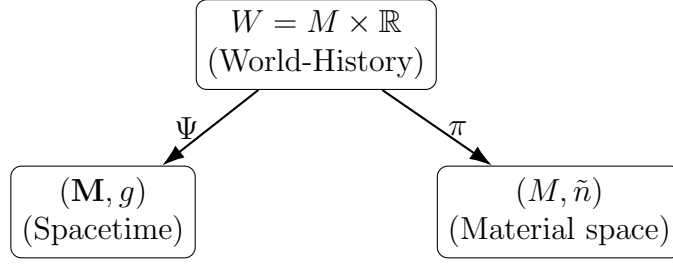 W = M × ℝ
(World-History)
Ψ
π
(𝐌, g)
(Spacetime)
(M, ñ)
(Material space)